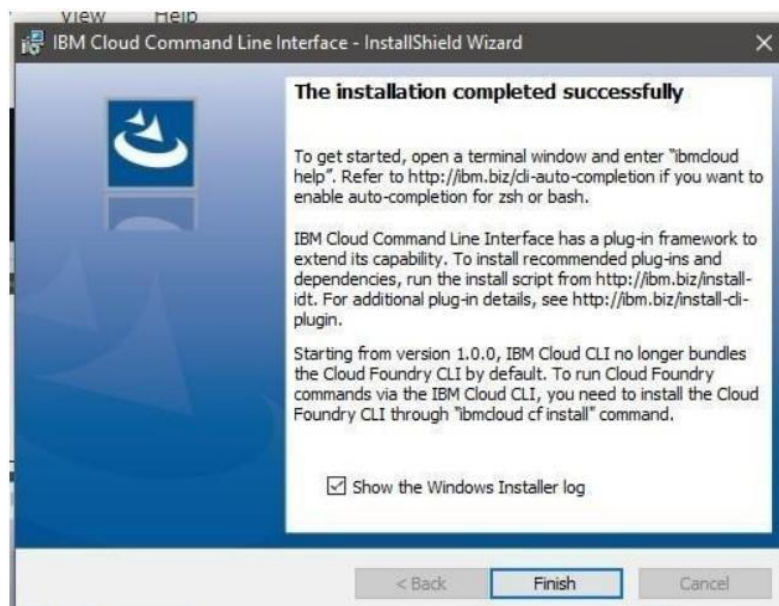 View Help
IBM Cloud Command Line Interface - InstallShield Wizard
The installation completed successfully
To get started, open a terminal window and enter "ibmcloud
help". Refer to http://ibm.biz/cli-auto-completion if you want to
enable auto-completion for zsh or bash.
IBM Cloud Command Line Interface has a plug-in framework to
extend its capability. To install recommended plug-ins and
dependencies, run the install script from http://ibm.biz/install-
idt. For additional plug-in details, see http://ibm.biz/install-cli-
plugin.
Starting from version 1.0.0, IBM Cloud CLI no longer bundles
the Cloud Foundry CLI by default. To run Cloud Foundry
commands via the IBM Cloud CLI, you need to install the Cloud
Foundry CLI through "ibmcloud cf install" command.
Show the Windows Installer log
< Back Finish Cancel